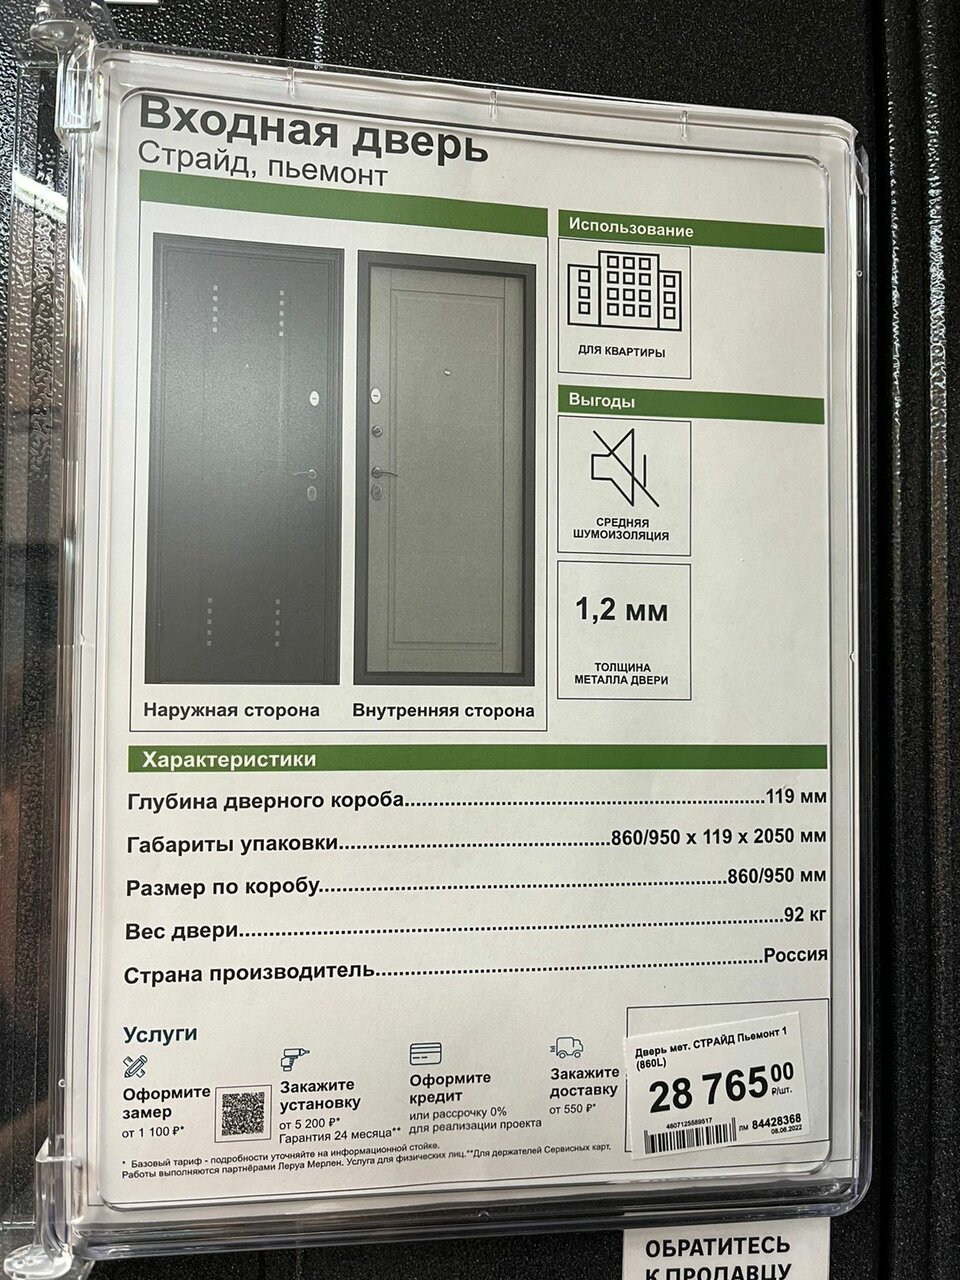 Входная дверь
Страйд, пьемонт
Использование
ДЛЯ КВАРТИРЫ
Выгоды
СРЕДНЯЯ
ШУМОИЗОЛЯЦИЯ
1,2 мм
ТОЛЩИНА
МЕТАЛЛА ДВЕРИ
Наружная сторона
Внутренняя сторона
Характеристики
Глубина дверного короба...119 мм
Габариты упаковки...860/950 x 119 x 2050 мм
Размер по коробу...860/950 мм
Вес двери...92 кг
Страна производитель...Россия
Услуги
Оформите
замер
от 1 100 ₽*
Закажите
установку
от 5 200 ₽*
Гарантия 24 месяца**
Оформите
кредит
или рассрочку 0%
для реализации проекта
Закажите
доставку
от 550 ₽*
Дверь мет. СТРАЙД Пьемонт 1
(860L)
28 765 00
₽/шт.
4607125589517
лм 84428368
08.06.2022
* Базовый тариф - подробности уточняйте на информационной стойке.
Работы выполняются партнёрами Леруа Мерлен. Услуга для физических лиц.**Для держателей Сервисных карт.
ОБРАТИТЕСЬ
К ПРОДАВЦУ